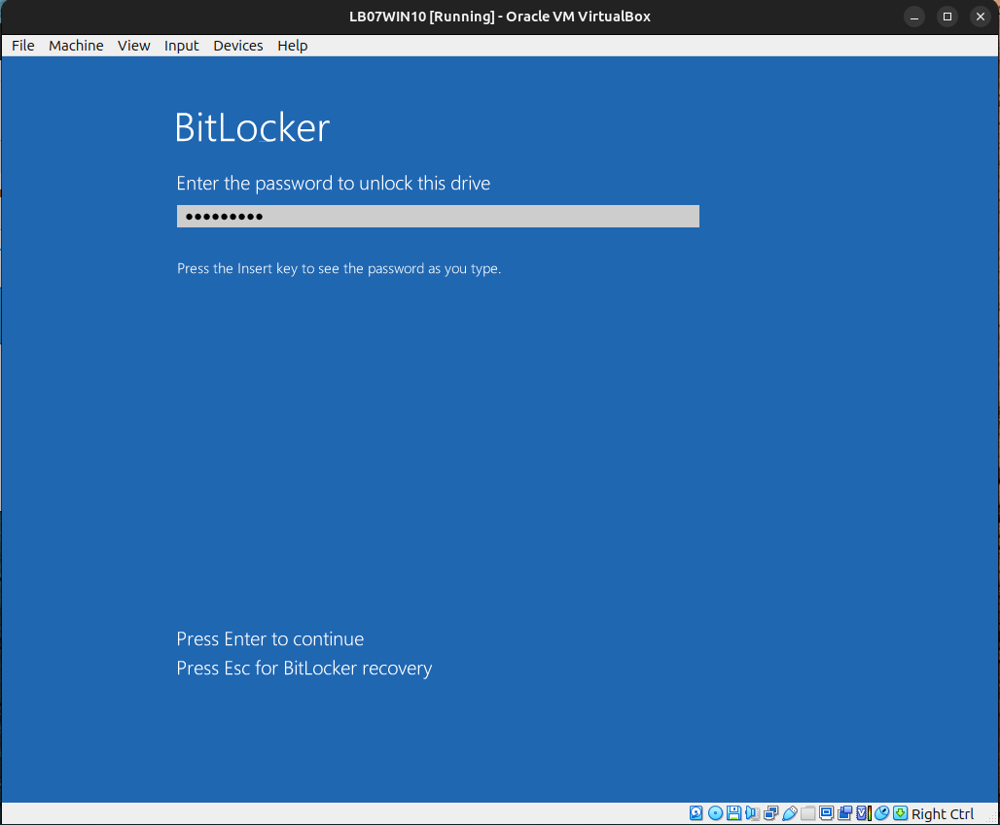 LB07WIN10 [Running] - Oracle VM VirtualBox
File Machine View Input Devices Help
BitLocker
Enter the password to unlock this drive
●●●●●●●●●
Press the Insert key to see the password as you type.
Press Enter to continue
Press Esc for BitLocker recovery
Right Ctrl